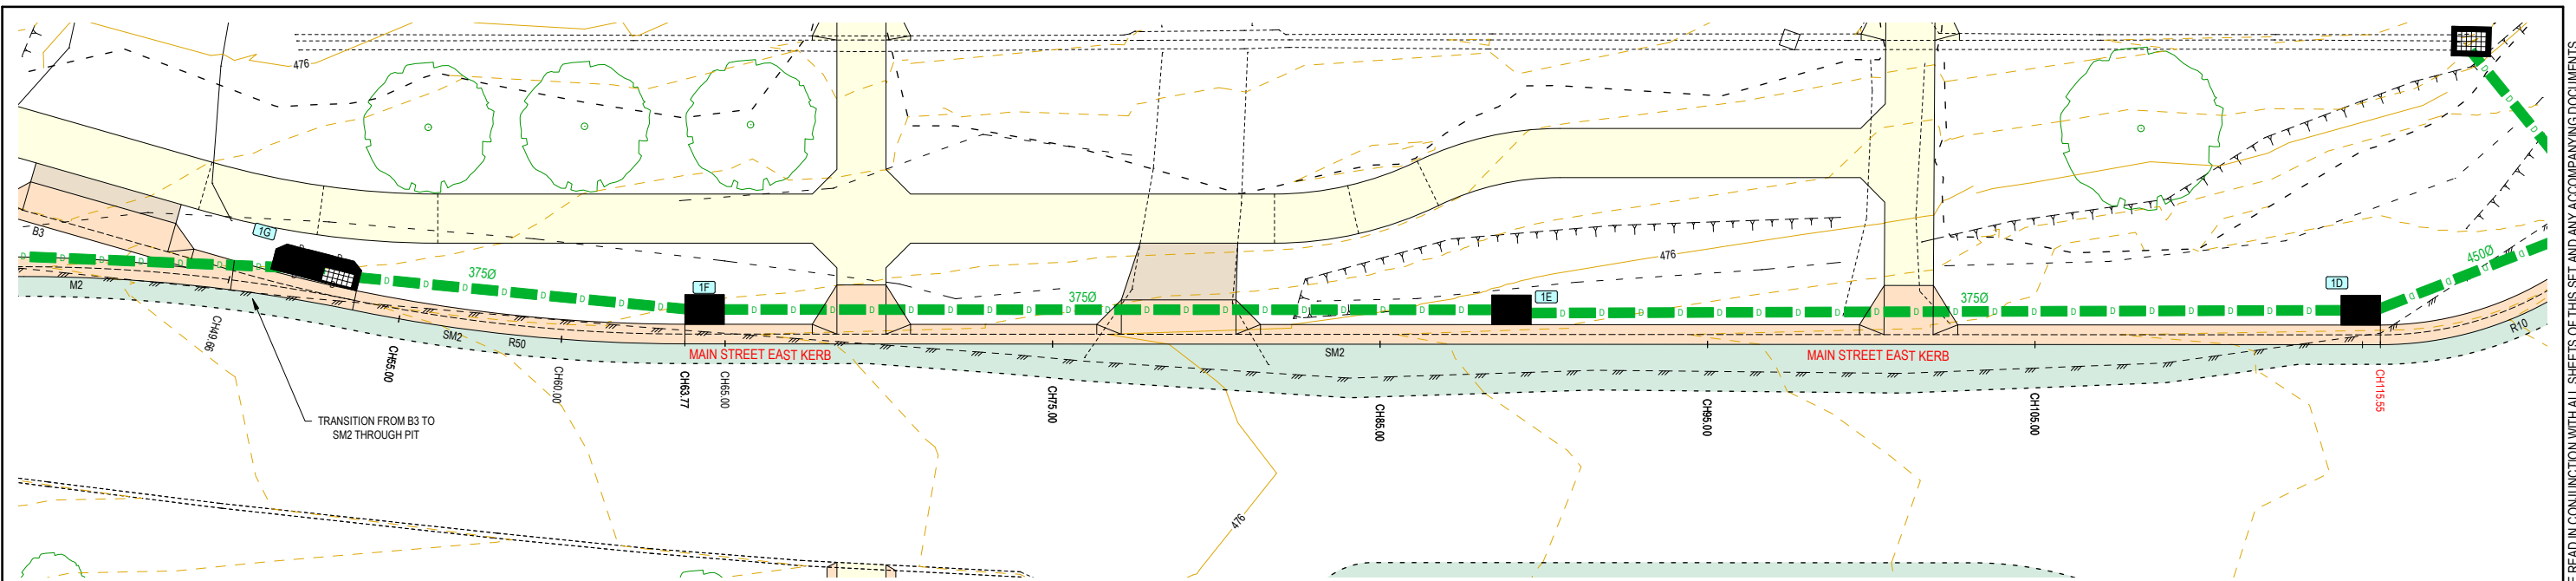 476
B3
1G
375Ø
1F
375Ø
1E
476
375Ø
1D
450Ø
M2
CH49.66
CH55.00
SM2
R50
CH60.00
MAIN STREET EAST KERB
CH63.77
CH65.00
CH75.00
SM2
CH85.00
CH95.00
MAIN STREET EAST KERB
CH105.00
CH115.55
R10
TRANSITION FROM B3 TO
SM2 THROUGH PIT
476
READ IN CONJUNCTION WITH ALL SHEETS OF THIS SET AND ANY ACCOMPANYING DOCUMENTS